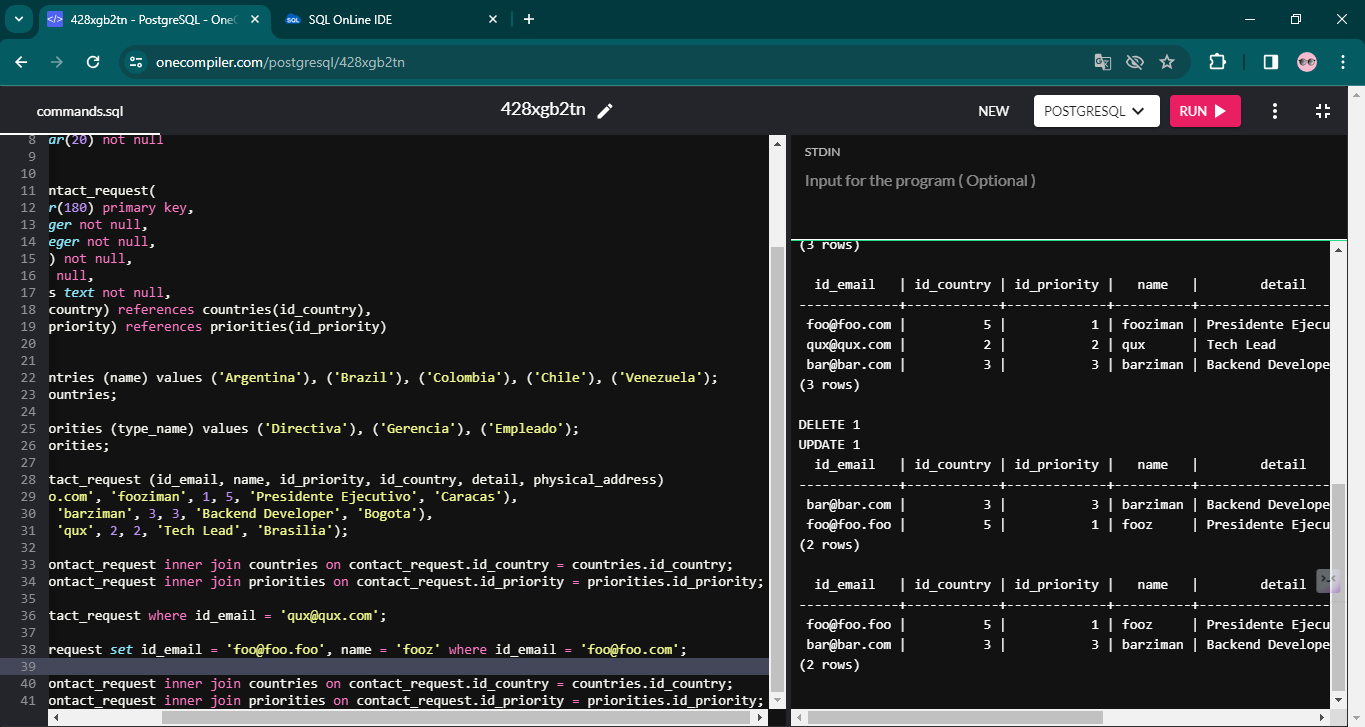 428xgb2tn - PostgreSQL - One
SQL OnLine IDE
onecompiler.com/postgresql/428xgb2tn
commands.sql
428xgb2tn
NEW
POSTGRESQL
RUN
8 ar(20) not null
9
10
11 ntact_request(
12 r(180) primary key,
13 ger not null,
14 eger not null,
15 ) not null,
16 null,
17 s text not null,
18 country) references countries(id_country),
19 priority) references priorities(id_priority)
20
21
22 ntries (name) values ('Argentina'), ('Brazil'), ('Colombia'), ('Chile'), ('Venezuela');
23 ountries;
24
25 orities (type_name) values ('Directiva'), ('Gerencia'), ('Empleado');
26 orities;
27
28 tact_request (id_email, name, id_priority, id_country, detail, physical_address)
29 o.com', 'fooziman', 1, 5, 'Presidente Ejecutivo', 'Caracas'),
30 'barziman', 3, 3, 'Backend Developer', 'Bogota'),
31 'qux', 2, 2, 'Tech Lead', 'Brasilia');
32
33 ontact_request inner join countries on contact_request.id_country = countries.id_country;
34 ontact_request inner join priorities on contact_request.id_priority = priorities.id_priority;
35
36 tact_request where id_email = 'qux@qux.com';
37
38 request set id_email = 'foo@foo.foo', name = 'fooz' where id_email = 'foo@foo.com';
39
40 ontact_request inner join countries on contact_request.id_country = countries.id_country;
41 ontact_request inner join priorities on contact_request.id_priority = priorities.id_priority;
STDIN
Input for the program ( Optional )
(3 rows)
id_email | id_country | id_priority | name | detail
-------------+------------+-------------+----------+----------------
foo@foo.com | 5 | 1 | fooziman | Presidente Ejecu
qux@qux.com | 2 | 2 | qux | Tech Lead
bar@bar.com | 3 | 3 | barziman | Backend Develope
(3 rows)
DELETE 1
UPDATE 1
id_email | id_country | id_priority | name | detail
-------------+------------+-------------+----------+----------------
bar@bar.com | 3 | 3 | barziman | Backend Develope
foo@foo.foo | 5 | 1 | fooz | Presidente Ejecu
(2 rows)
id_email | id_country | id_priority | name | detail
-------------+------------+-------------+----------+----------------
foo@foo.foo | 5 | 1 | fooz | Presidente Ejecu
bar@bar.com | 3 | 3 | barziman | Backend Develope
(2 rows)